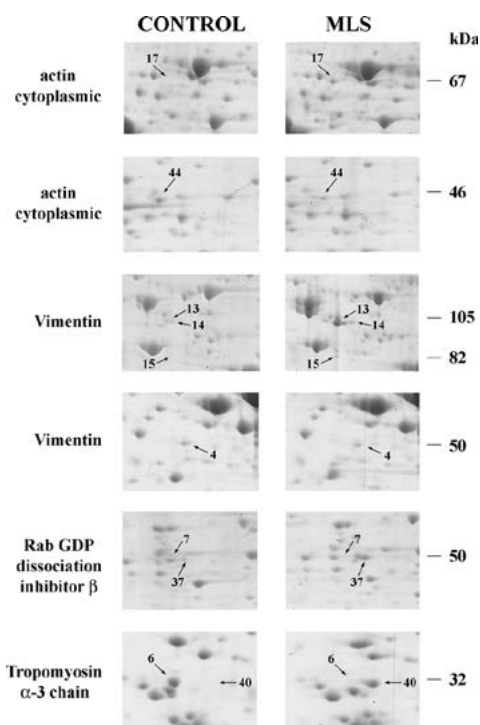 CONTROL MLS
kDa
actin
cytoplasmic
17 17
67
actin
cytoplasmic
44 44
46
Vimentin
13 13
14 14
15 15
105
82
Vimentin
4 4
50
Rab GDP
dissociation
inhibitor β
7 7
37 37
50
Tropomyosin
α-3 chain
6 40 6 40
32